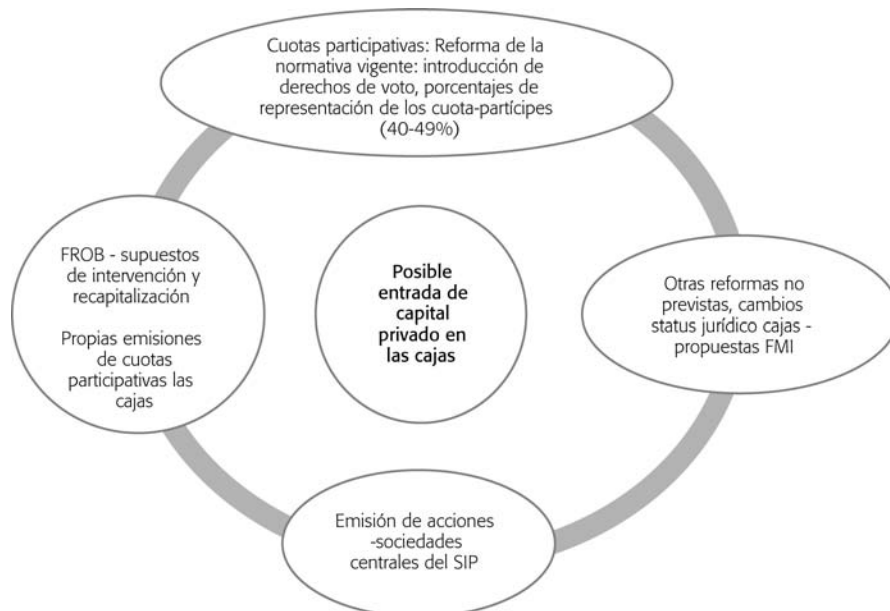 Cuotas participativas: Reforma de la
normativa vigente: introducción de
derechos de voto, porcentajes de
representación de los cuota-partícipes
(40-49%)
FROB - supuestos
de intervención y
recapitalización
Propias emisiones
de cuotas
participativas las
cajas
Posible
entrada de
capital
privado en
las cajas
Otras reformas no
previstas, cambios
status jurídico cajas -
propuestas FMI
Emisión de acciones
-sociedades
centrales del SIP